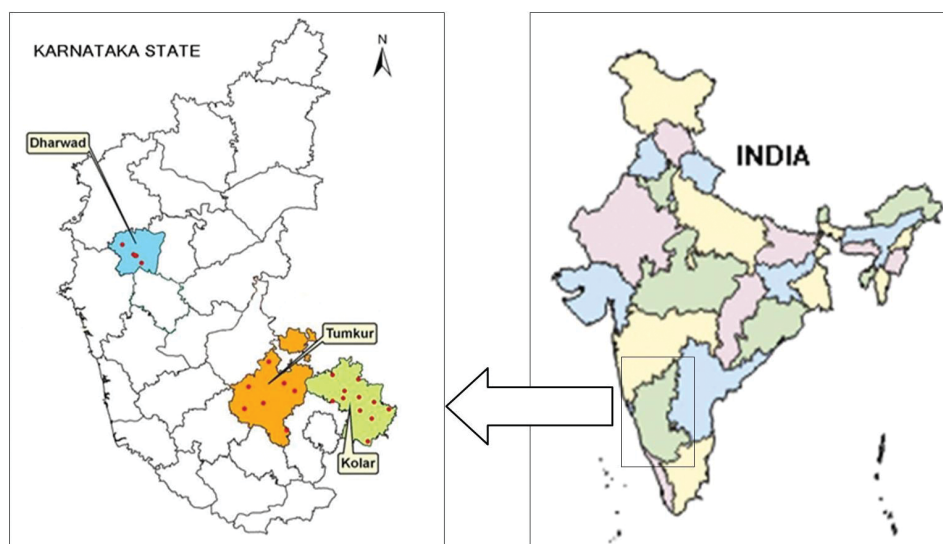 KARNATAKA STATE
N
Dharwad
Tumkur
Kolar
INDIA